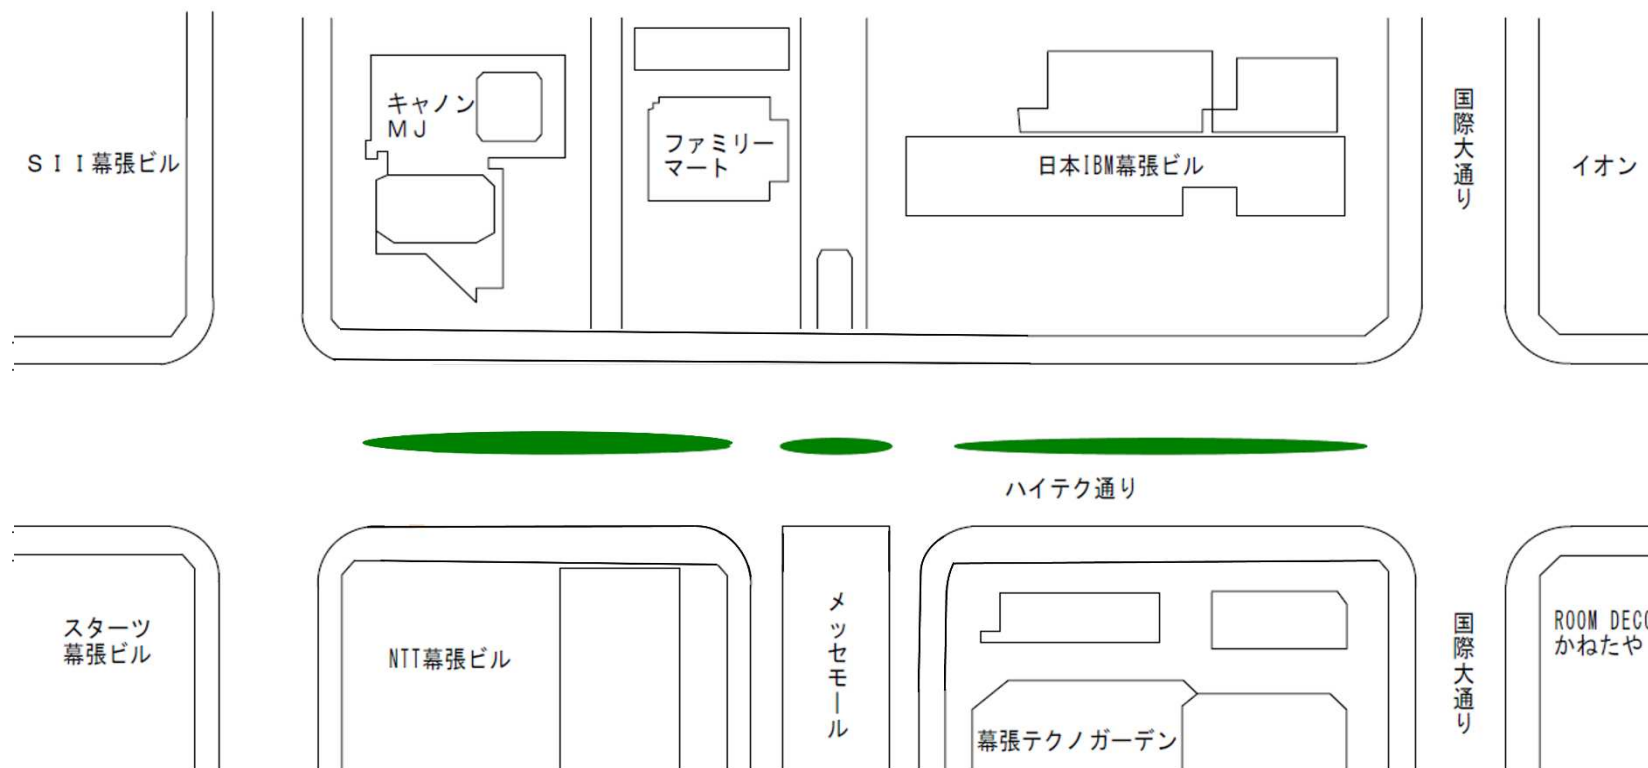 キャノン
ＭＪ
ファミリー
マート
ＳＩＩ幕張ビル
日本IBM幕張ビル
国際大通り
イオン
ハイテク通り
スターツ
幕張ビル
NTT幕張ビル
メッセモール
幕張テクノガーデン
国際大通り
ROOM DECO
かねたや